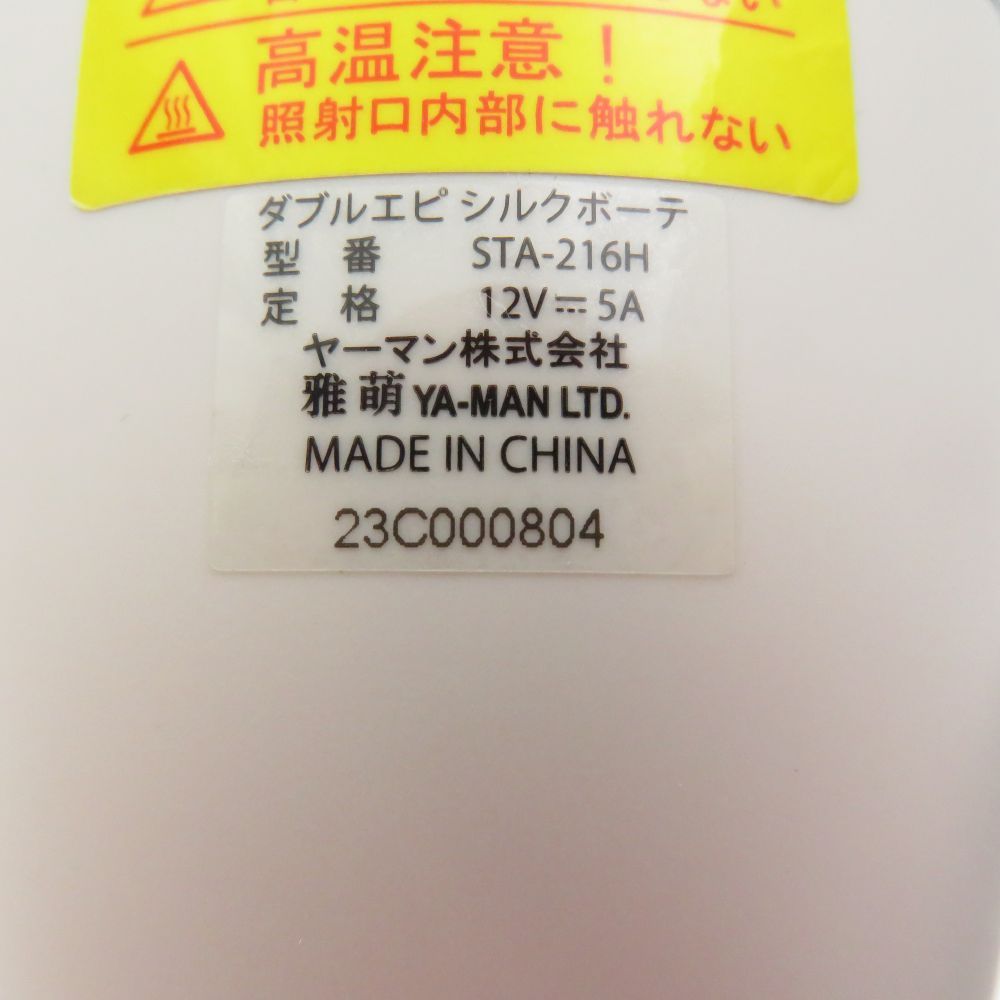 ない
高温注意！
照射口内部に触れない
ダブルエピ シルクボーテ
型 番 STA-216H
定 格 12V⎓5A
ヤーマン株式会社
雅萌 YA-MAN LTD.
MADE IN CHINA
23C000804